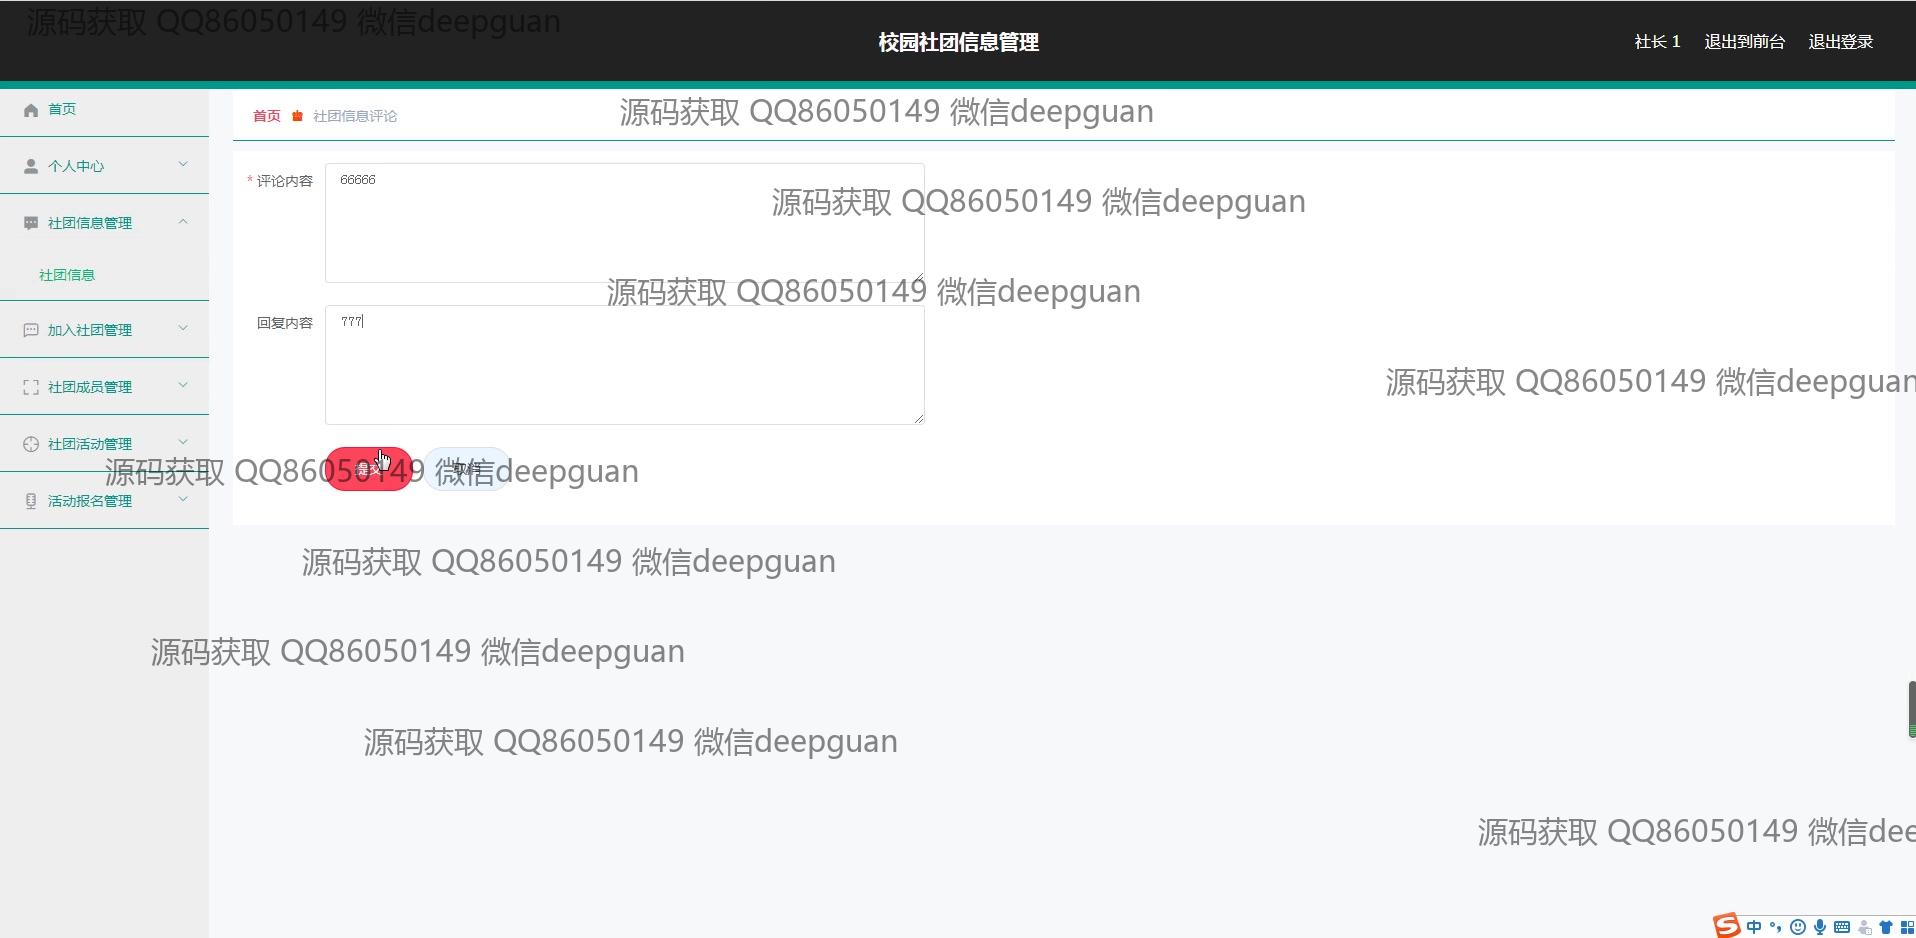 源码获取 QQ86050149 微信deepguan
校园社团信息管理
社长 1 退出到前台 退出登录
首页
个人中心
社团信息管理
社团信息
加入社团管理
社团成员管理
社团活动管理
活动报名管理
首页 社团信息评论
源码获取 QQ86050149 微信deepguan
* 评论内容
66666
源码获取 QQ86050149 微信deepguan
源码获取 QQ86050149 微信deepguan
回复内容
777
源码获取 QQ86050149 微信deepguan
提交 取消
源码获取 QQ86050149 微信deepguan
源码获取 QQ86050149 微信deepguan
源码获取 QQ86050149 微信deepguan
源码获取 QQ86050149 微信deepguan
源码获取 QQ86050149 微信dee
中